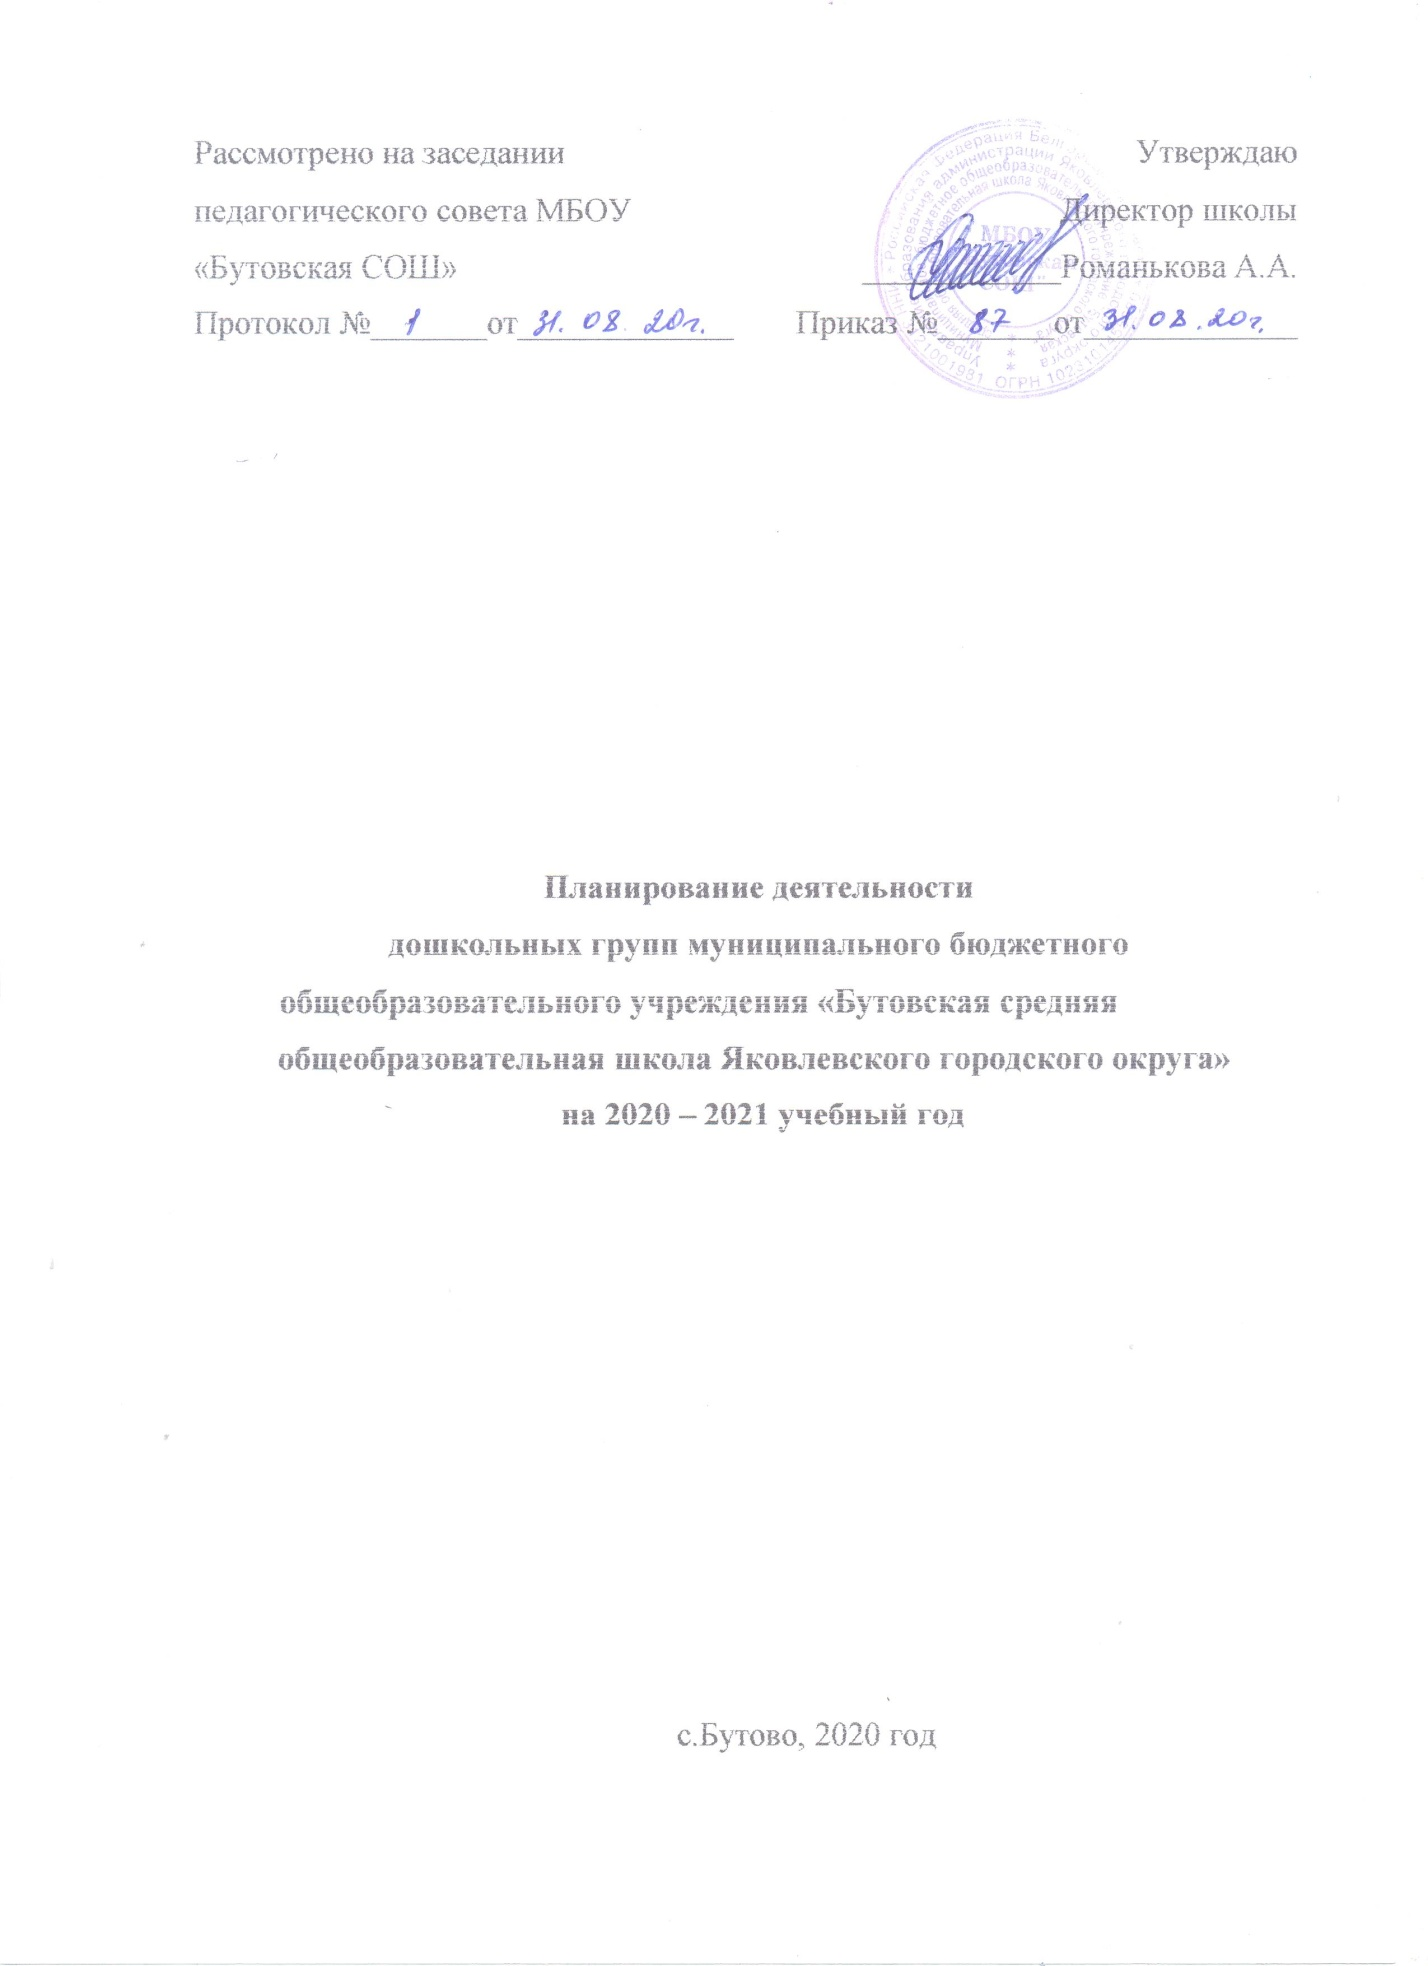 Рассмотрено на заседании Утверждаю
педагогического совета МБОУ Директор школы
«Бутовская СОШ» Романькова А.А.
Протокол № 1 от 31. 08. 20г. Приказ № 87 от 31.08.20г.
МБОУ
СОШ"
Планирование деятельности
дошкольных групп муниципального бюджетного
общеобразовательного учреждения «Бутовская средняя
общеобразовательная школа Яковлевского городского округа»
на 2020 – 2021 учебный год
с.Бутово, 2020 год